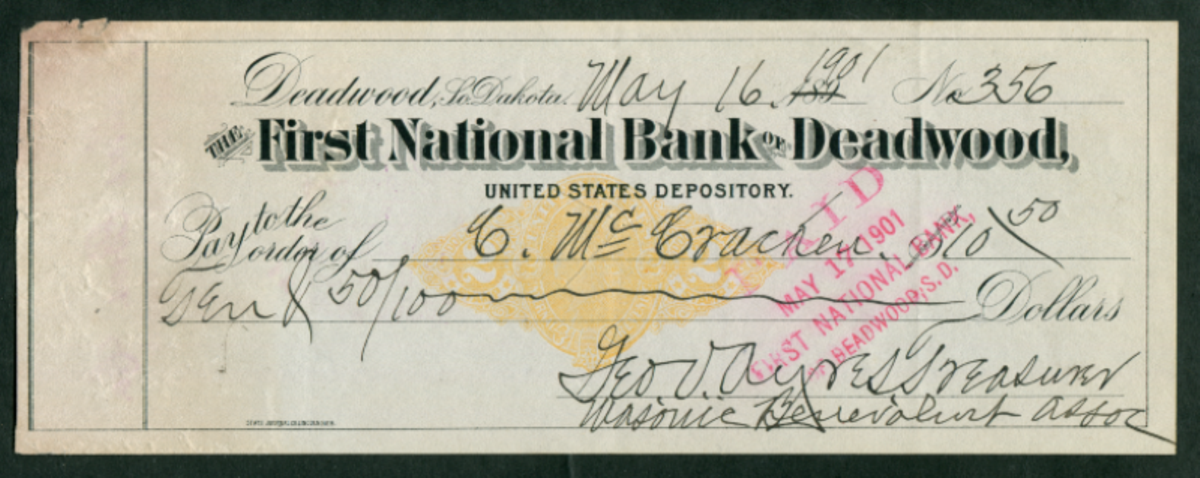 Deadwood, So. Dakota. May 16 1901 No 356
THE First National Bank OF Deadwood,
UNITED STATES DEPOSITORY.
Pay to the order of C. McCracken. $10 50
Ten & 50/100 Dollars
PAID
MAY 17 1901
FIRST NATIONAL BANK,
OF DEADWOOD, S. D.
Geo V. Ayres Treasurer
Masonic Benevolent Assoc